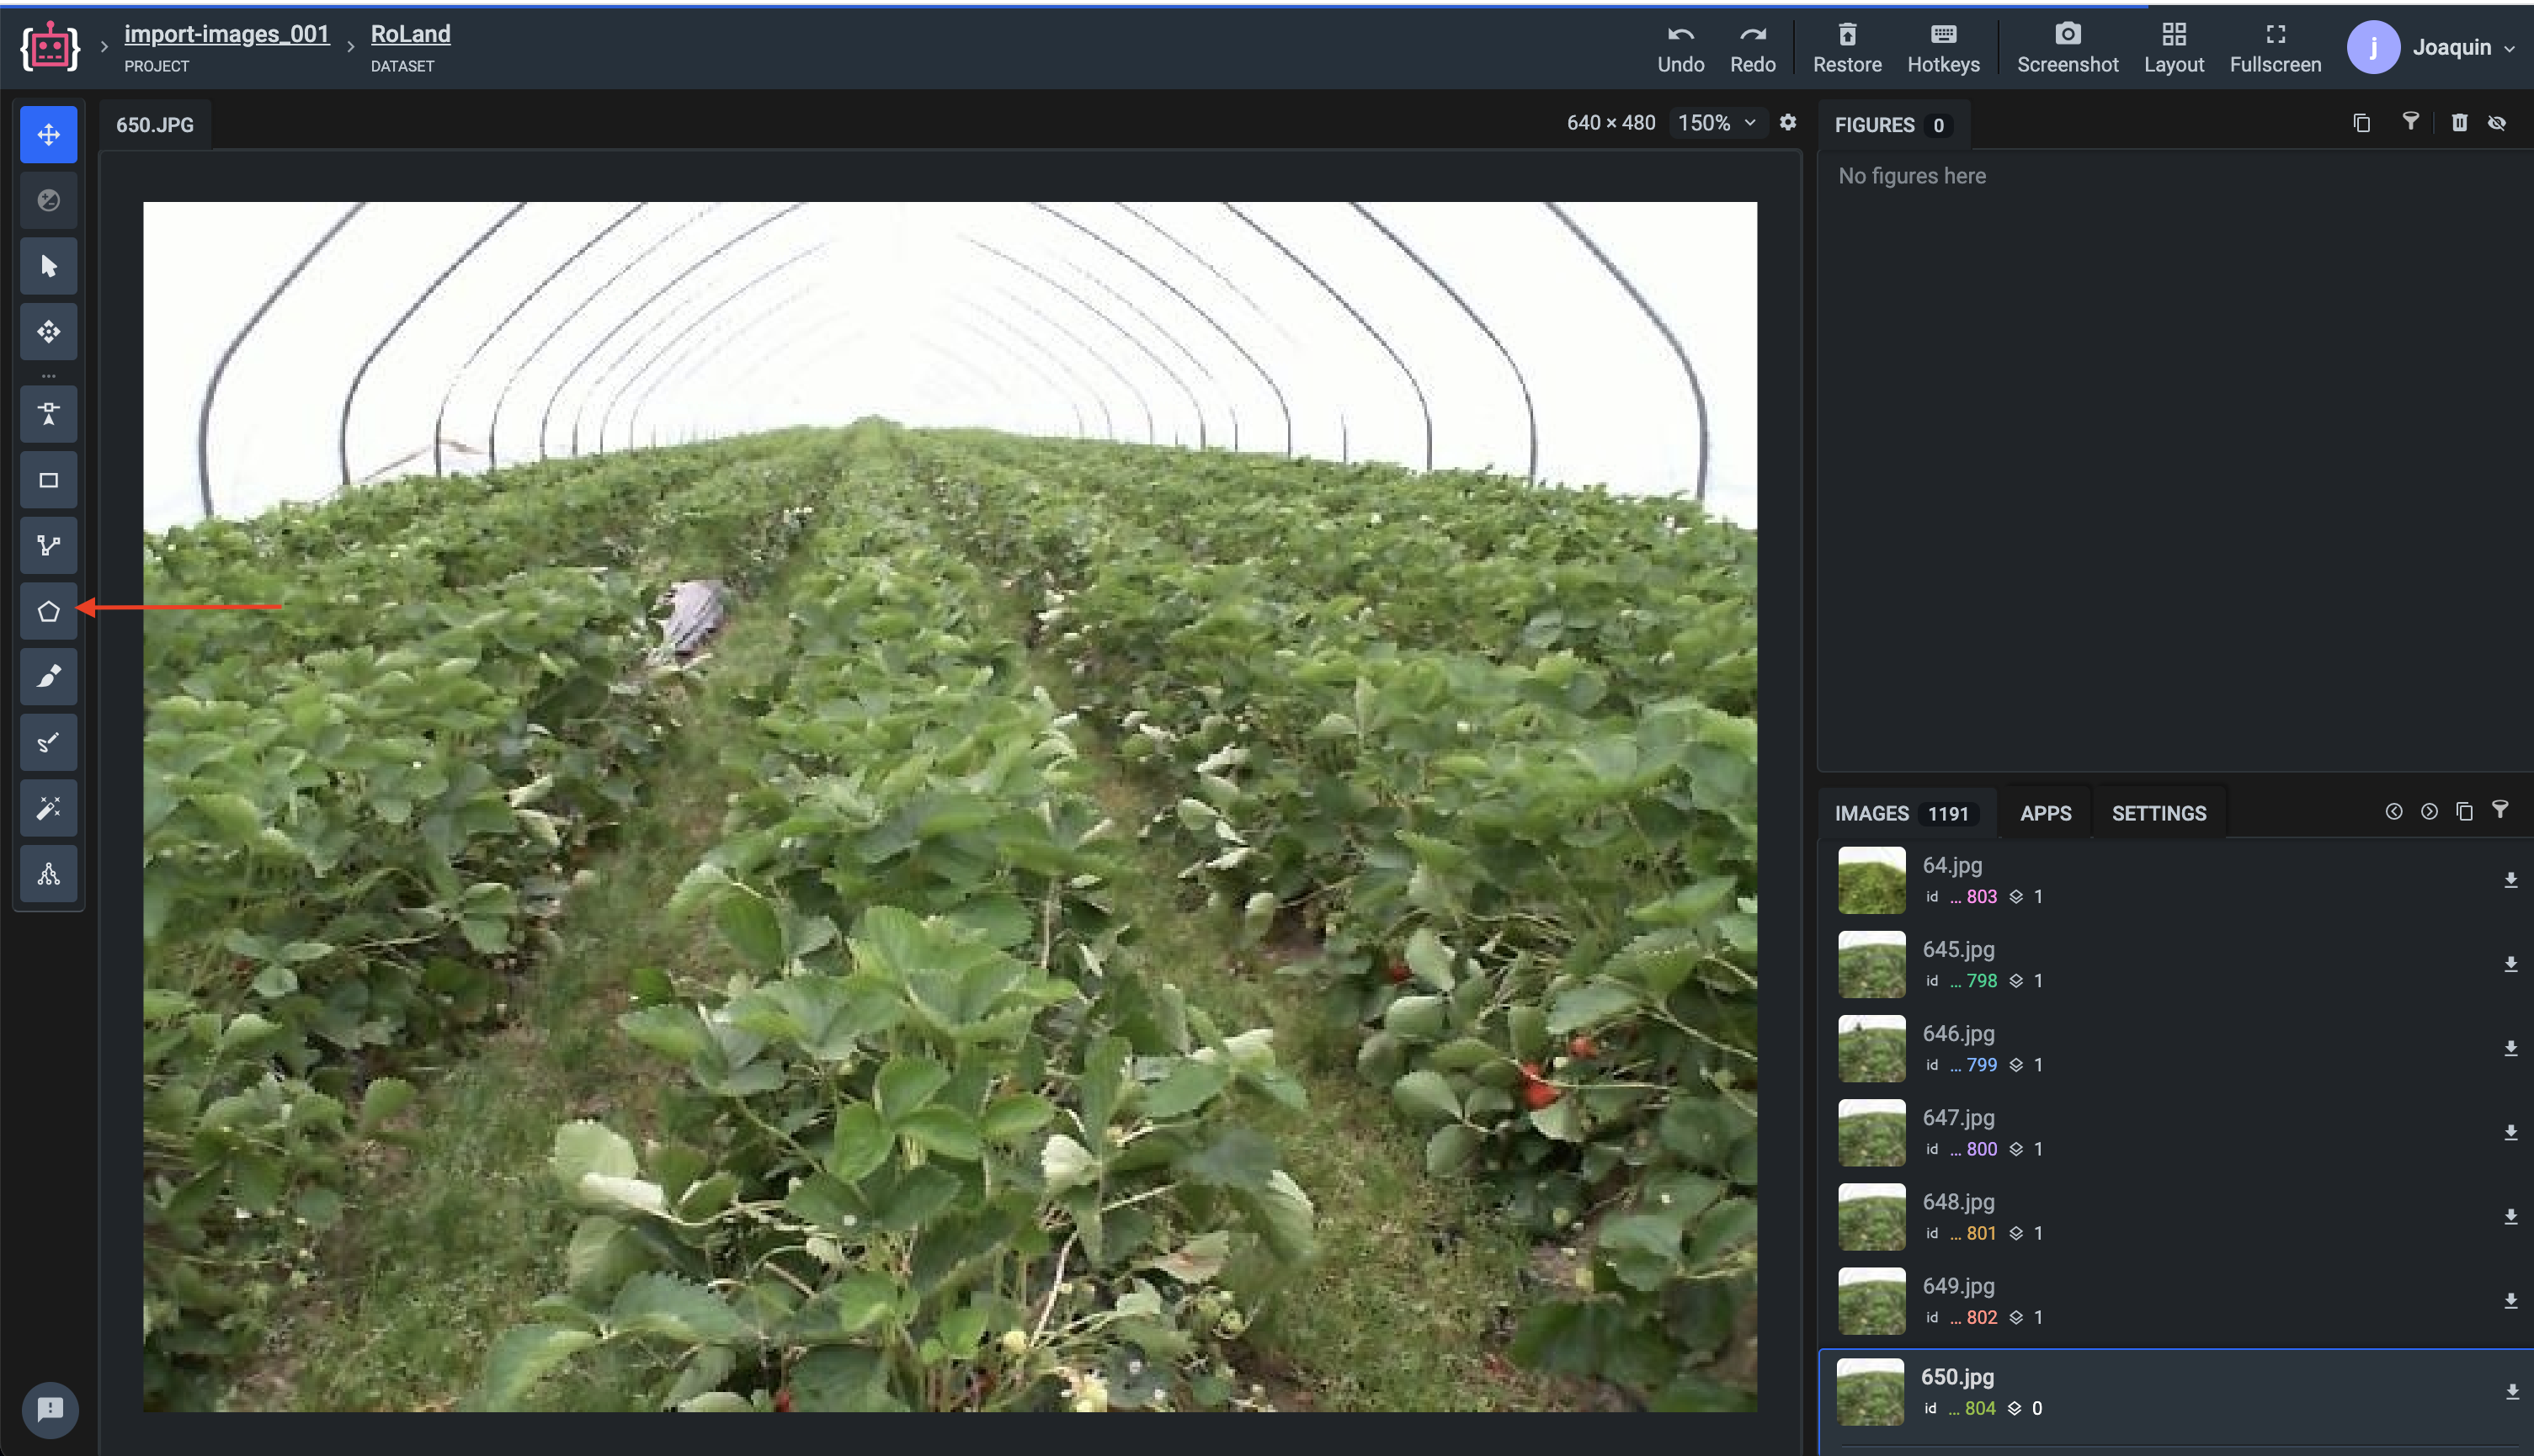 import-images_001
PROJECT
RoLand
DATASET
Undo
Redo
Restore
Hotkeys
Screenshot
Layout
Fullscreen
j
Joaquin
650.JPG
640 × 480
150%
FIGURES 0
No figures here
IMAGES 1191
APPS
SETTINGS
64.jpg
id ... 803 1
645.jpg
id ... 798 1
646.jpg
id ... 799 1
647.jpg
id ... 800 1
648.jpg
id ... 801 1
649.jpg
id ... 802 1
650.jpg
id ... 804 0